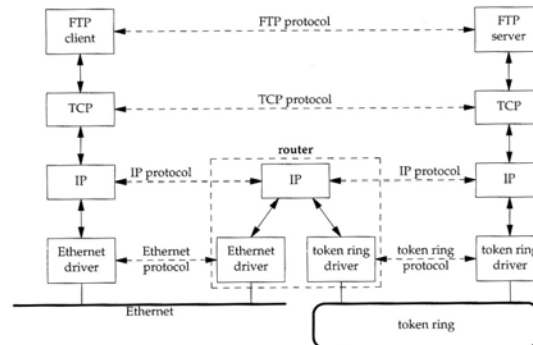 FTP
client
FTP protocol
FTP
server
TCP
TCP protocol
TCP
router
IP
IP protocol
IP
IP protocol
IP
Ethernet
driver
Ethernet
protocol
Ethernet
driver
token ring
driver
token ring
protocol
token ring
driver
Ethernet
token ring